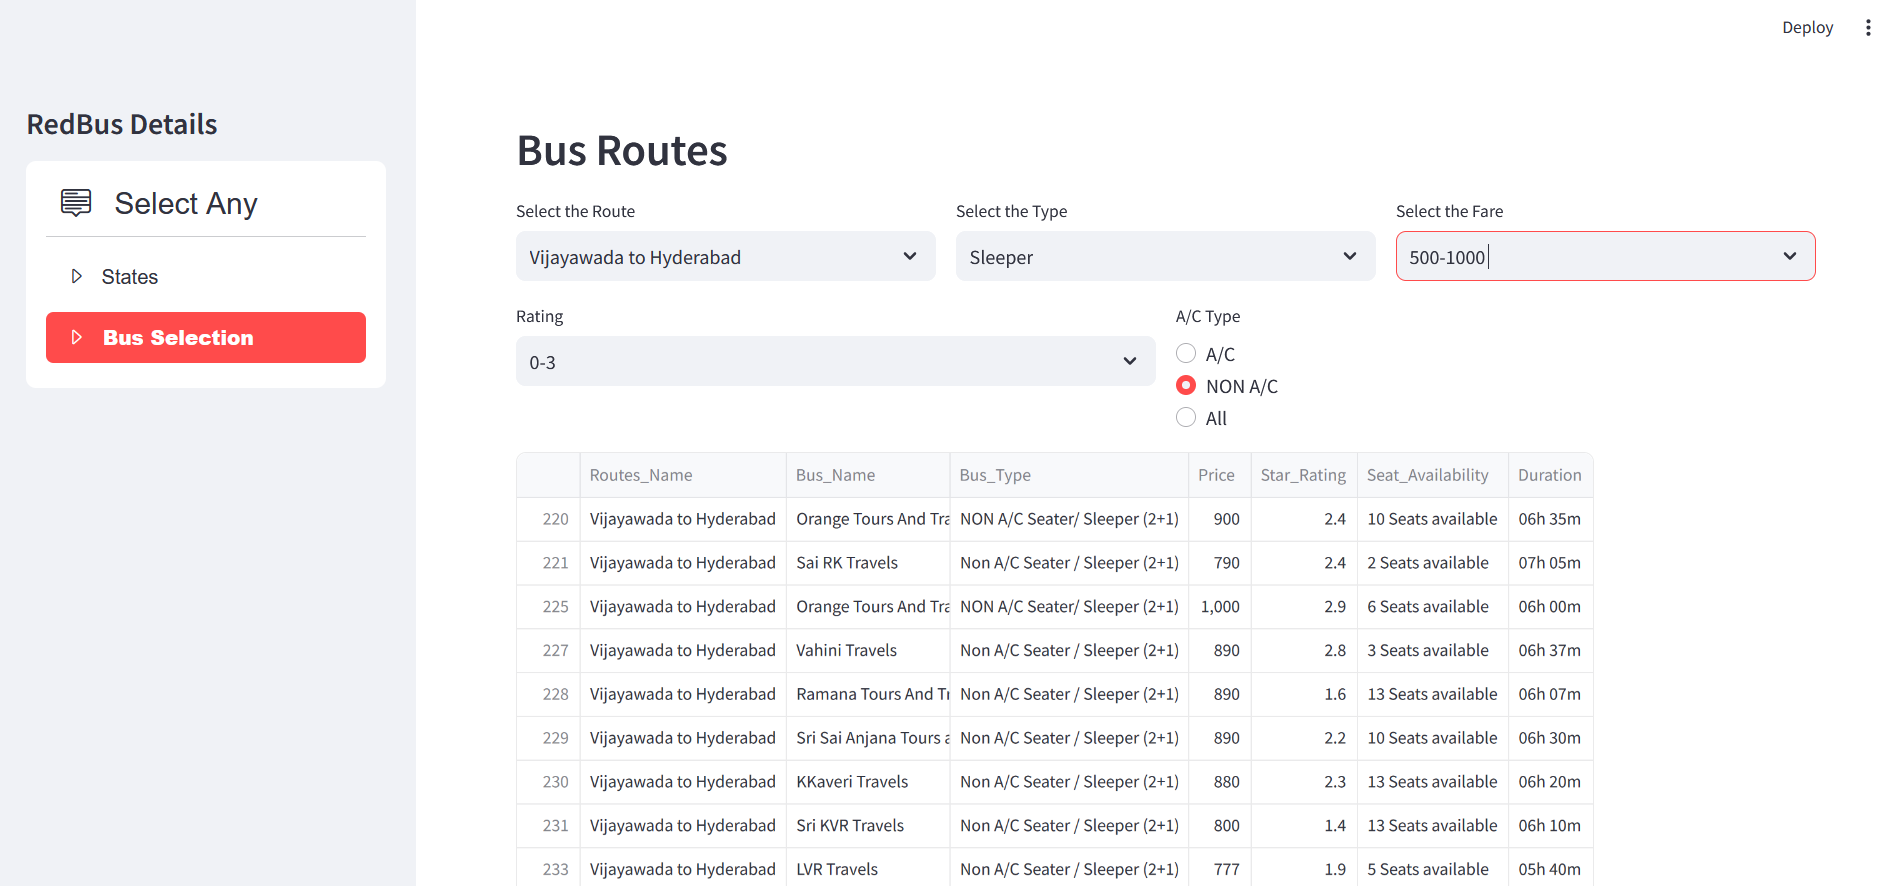 Deploy
RedBus Details
Select Any
States
Bus Selection
Bus Routes
Select the Route
Select the Type
Select the Fare
Vijayawada to Hyderabad
Sleeper
500-1000
Rating
A/C Type
0-3
A/C
NON A/C
All
Routes_Name Bus_Name Bus_Type Price Star_Rating Seat_Availability Duration
220 Vijayawada to Hyderabad Orange Tours And Tra NON A/C Seater/ Sleeper (2+1) 900 2.4 10 Seats available 06h 35m
221 Vijayawada to Hyderabad Sai RK Travels Non A/C Seater / Sleeper (2+1) 790 2.4 2 Seats available 07h 05m
225 Vijayawada to Hyderabad Orange Tours And Tra NON A/C Seater/ Sleeper (2+1) 1,000 2.9 6 Seats available 06h 00m
227 Vijayawada to Hyderabad Vahini Travels Non A/C Seater / Sleeper (2+1) 890 2.8 3 Seats available 06h 37m
228 Vijayawada to Hyderabad Ramana Tours And Tr Non A/C Seater / Sleeper (2+1) 890 1.6 13 Seats available 06h 07m
229 Vijayawada to Hyderabad Sri Sai Anjana Tours a Non A/C Seater / Sleeper (2+1) 890 2.2 10 Seats available 06h 30m
230 Vijayawada to Hyderabad KKaveri Travels Non A/C Seater / Sleeper (2+1) 880 2.3 13 Seats available 06h 20m
231 Vijayawada to Hyderabad Sri KVR Travels Non A/C Seater / Sleeper (2+1) 800 1.4 13 Seats available 06h 10m
233 Vijayawada to Hyderabad LVR Travels Non A/C Seater / Sleeper (2+1) 777 1.9 5 Seats available 05h 40m